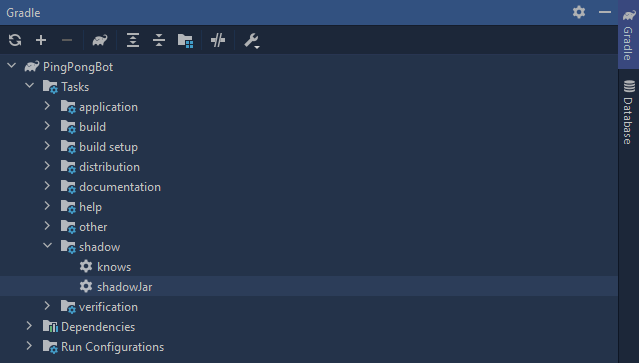 Gradle
PingPongBot
Tasks
application
build
build setup
distribution
documentation
help
other
shadow
knows
shadowJar
verification
Dependencies
Run Configurations
Gradle
Database